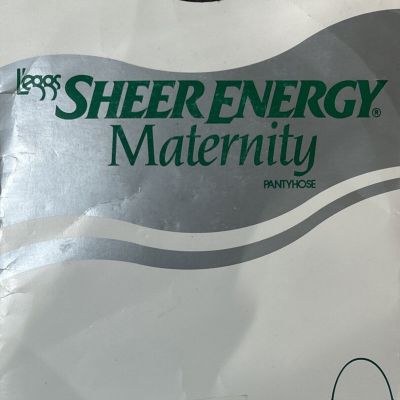 L'eggs SHEER ENERGY®
Maternity
PANTYHOSE